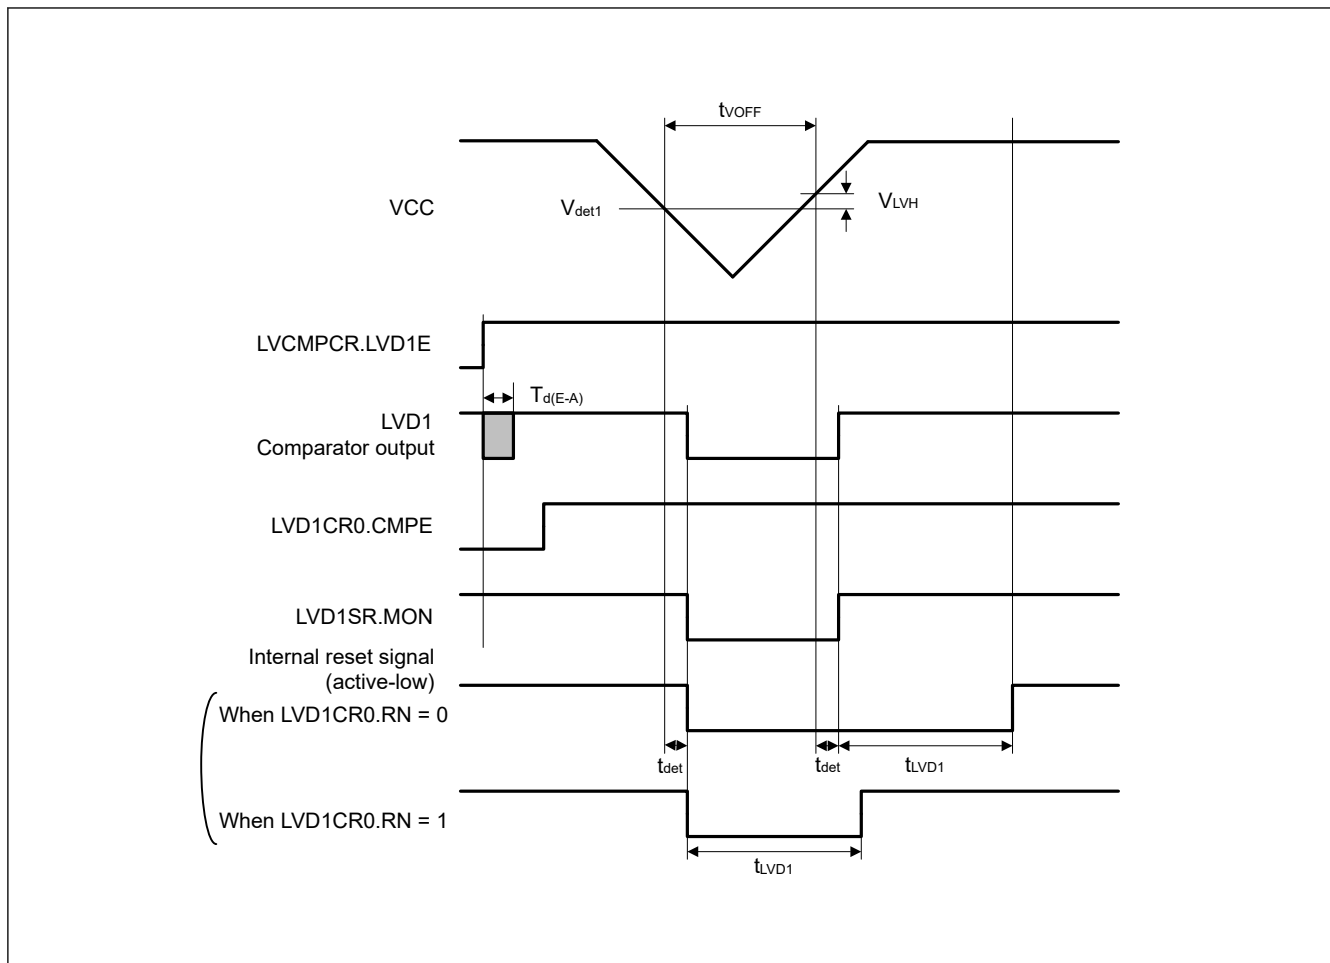 tVOFF
VCC
Vdet1
VLVH
LVCMPCR.LVD1E
Td(E-A)
LVD1
Comparator output
LVD1CR0.CMPE
LVD1SR.MON
Internal reset signal
(active-low)
When LVD1CR0.RN = 0
tdet
tdet
tLVD1
When LVD1CR0.RN = 1
tLVD1